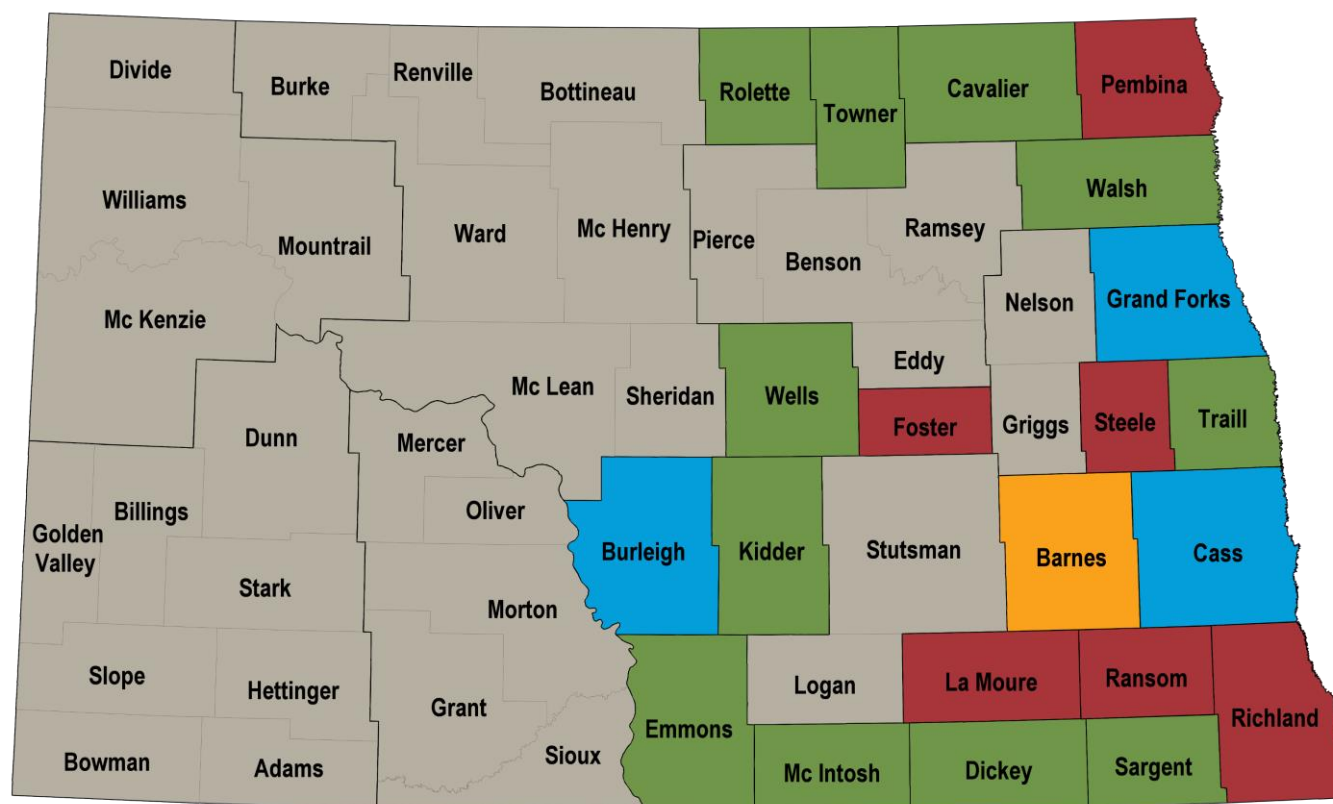 Divide
Burke
Renville
Bottineau
Rolette
Towner
Cavalier
Pembina
Williams
Mountrail
Ward
Mc Henry
Pierce
Benson
Ramsey
Walsh
Mc Kenzie
Nelson
Grand Forks
Dunn
Mc Lean
Sheridan
Wells
Eddy
Foster
Griggs
Steele
Traill
Mercer
Oliver
Golden
Valley
Billings
Stark
Morton
Burleigh
Kidder
Stutsman
Barnes
Cass
Slope
Hettinger
Grant
Sioux
Emmons
Logan
La Moure
Ransom
Richland
Bowman
Adams
Mc Intosh
Dickey
Sargent